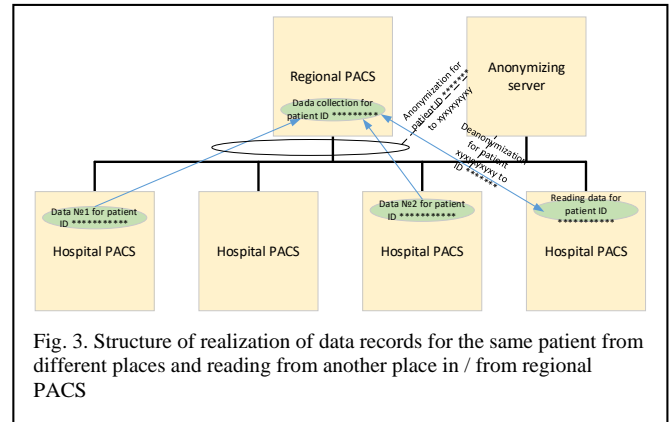 Regional PACS
Dada collection for
patient ID *********
Anonymization for
patient ID *******
to xyxyxyxyxy
Anonymizing
server
Deanonymization
for patient
xyxyxyxyxy to
ID *******
Data №1 for patient
ID ***********
Hospital PACS
Hospital PACS
Data №2 for patient
ID ***********
Hospital PACS
Reading data for
patient ID
***********
Hospital PACS
Fig. 3. Structure of realization of data records for the same patient from
different places and reading from another place in / from regional
PACS